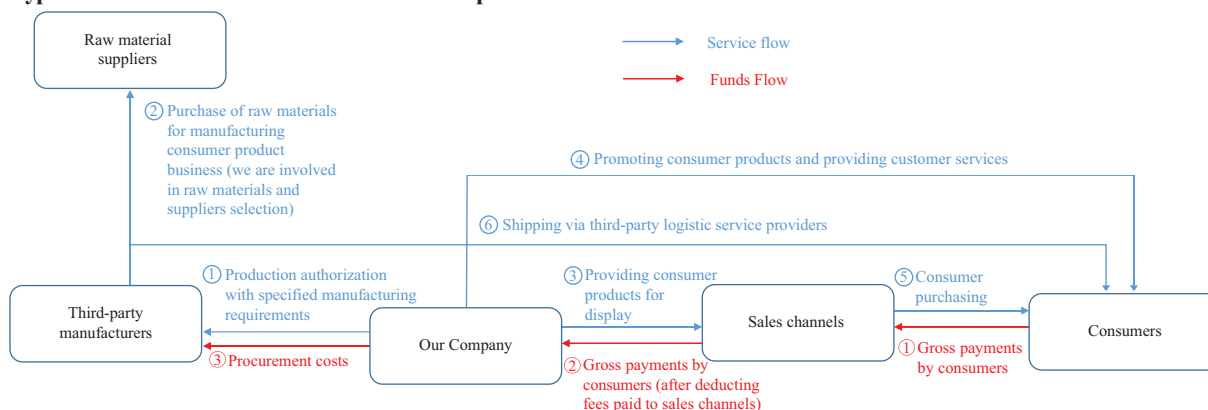 Raw material
suppliers
Service flow
Funds Flow
② Purchase of raw materials
for manufacturing
consumer product
business (we are involved
in raw materials and
suppliers selection)
④ Promoting consumer products and providing customer services
⑥ Shipping via third-party logistic service providers
① Production authorization
with specified manufacturing
requirements
③ Providing consumer
products for
display
⑤ Consumer
purchasing
Third-party
manufacturers
Our Company
Sales channels
Consumers
③ Procurement costs
② Gross payments by
consumers (after deducting
fees paid to sales channels)
① Gross payments
by consumers